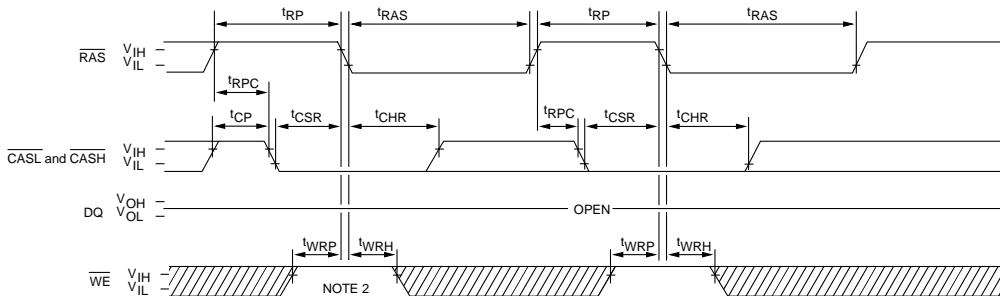 tRP tRAS tRP tRAS
RAS VIH
VIL
tRPC
tCP tCSR tCHR tRPC tCSR tCHR
CASL and CASH VIH
VIL
DQ VOH
VOL
OPEN
tWRP tWRH tWRP tWRH
WE VIH
VIL
NOTE 2